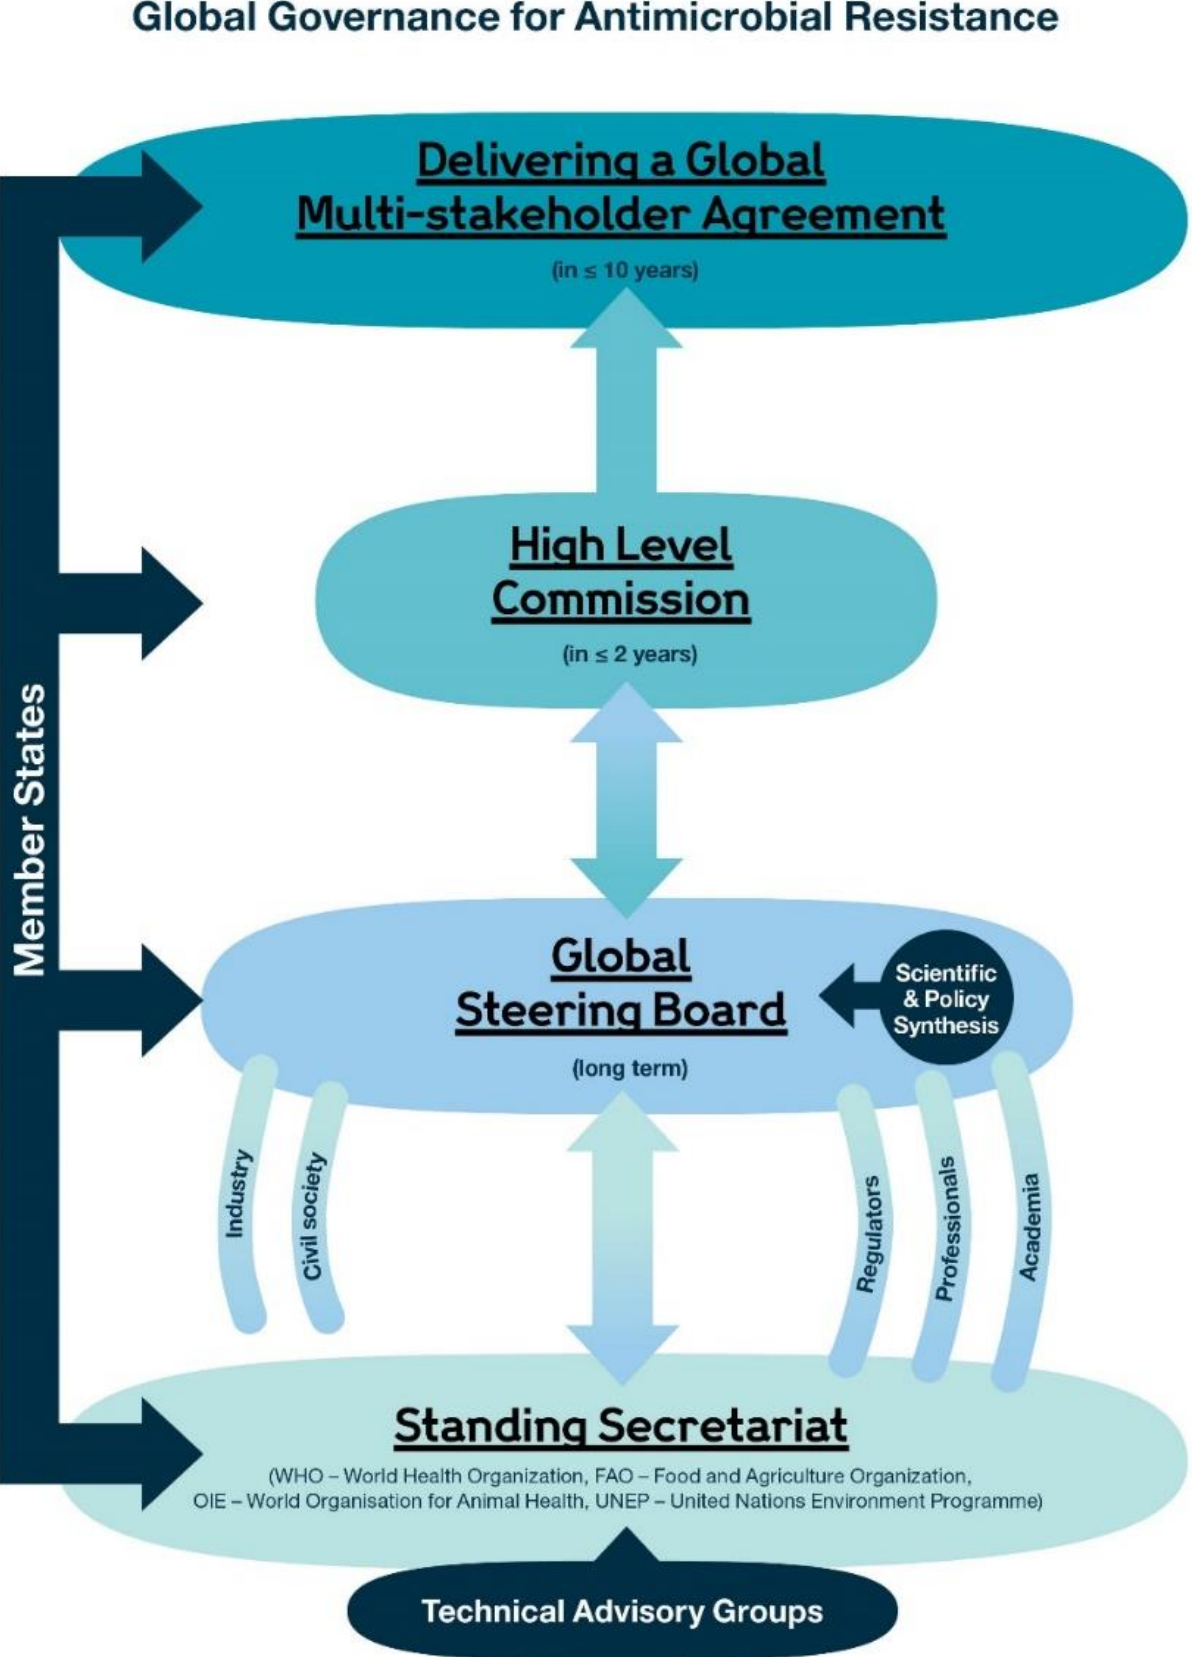 Global Governance for Antimicrobial Resistance
Delivering a Global
Multi-stakeholder Agreement
(in ≤ 10 years)
High Level
Commission
(in ≤ 2 years)
Member States
Global
Steering Board
(long term)
Scientific
& Policy
Synthesis
Industry
Civil society
Regulators
Professionals
Academia
Standing Secretariat
(WHO – World Health Organization, FAO – Food and Agriculture Organization,
OIE – World Organisation for Animal Health, UNEP – United Nations Environment Programme)
Technical Advisory Groups